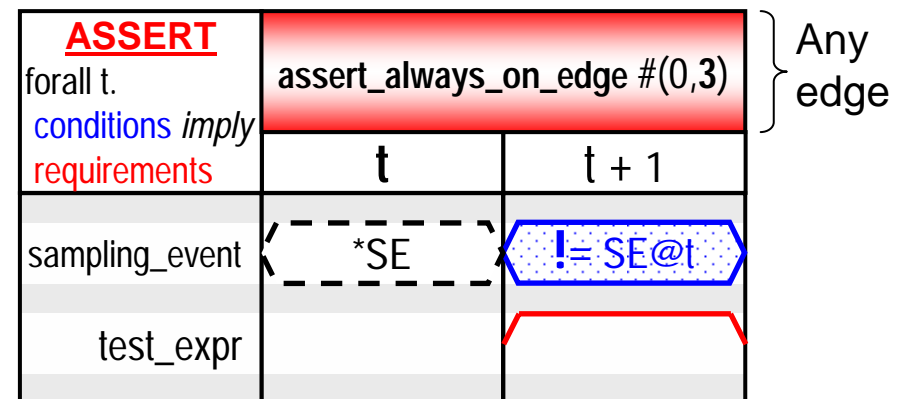 ASSERT
forall t.
conditions imply
requirements
assert_always_on_edge #(0,3)
Any
edge
t
t + 1
sampling_event
*SE
!= SE@t
test_expr